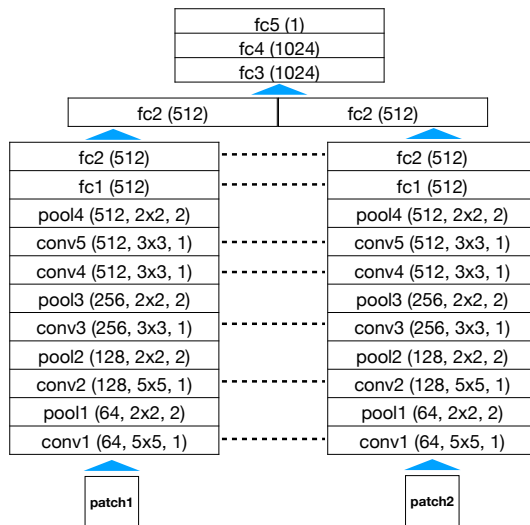 fc5 (1)
fc4 (1024)
fc3 (1024)
fc2 (512) fc2 (512)
fc2 (512) fc2 (512)
fc1 (512) fc1 (512)
pool4 (512, 2x2, 2) pool4 (512, 2x2, 2)
conv5 (512, 3x3, 1) conv5 (512, 3x3, 1)
conv4 (512, 3x3, 1) conv4 (512, 3x3, 1)
pool3 (256, 2x2, 2) pool3 (256, 2x2, 2)
conv3 (256, 3x3, 1) conv3 (256, 3x3, 1)
pool2 (128, 2x2, 2) pool2 (128, 2x2, 2)
conv2 (128, 5x5, 1) conv2 (128, 5x5, 1)
pool1 (64, 2x2, 2) pool1 (64, 2x2, 2)
conv1 (64, 5x5, 1) conv1 (64, 5x5, 1)
patch1 patch2